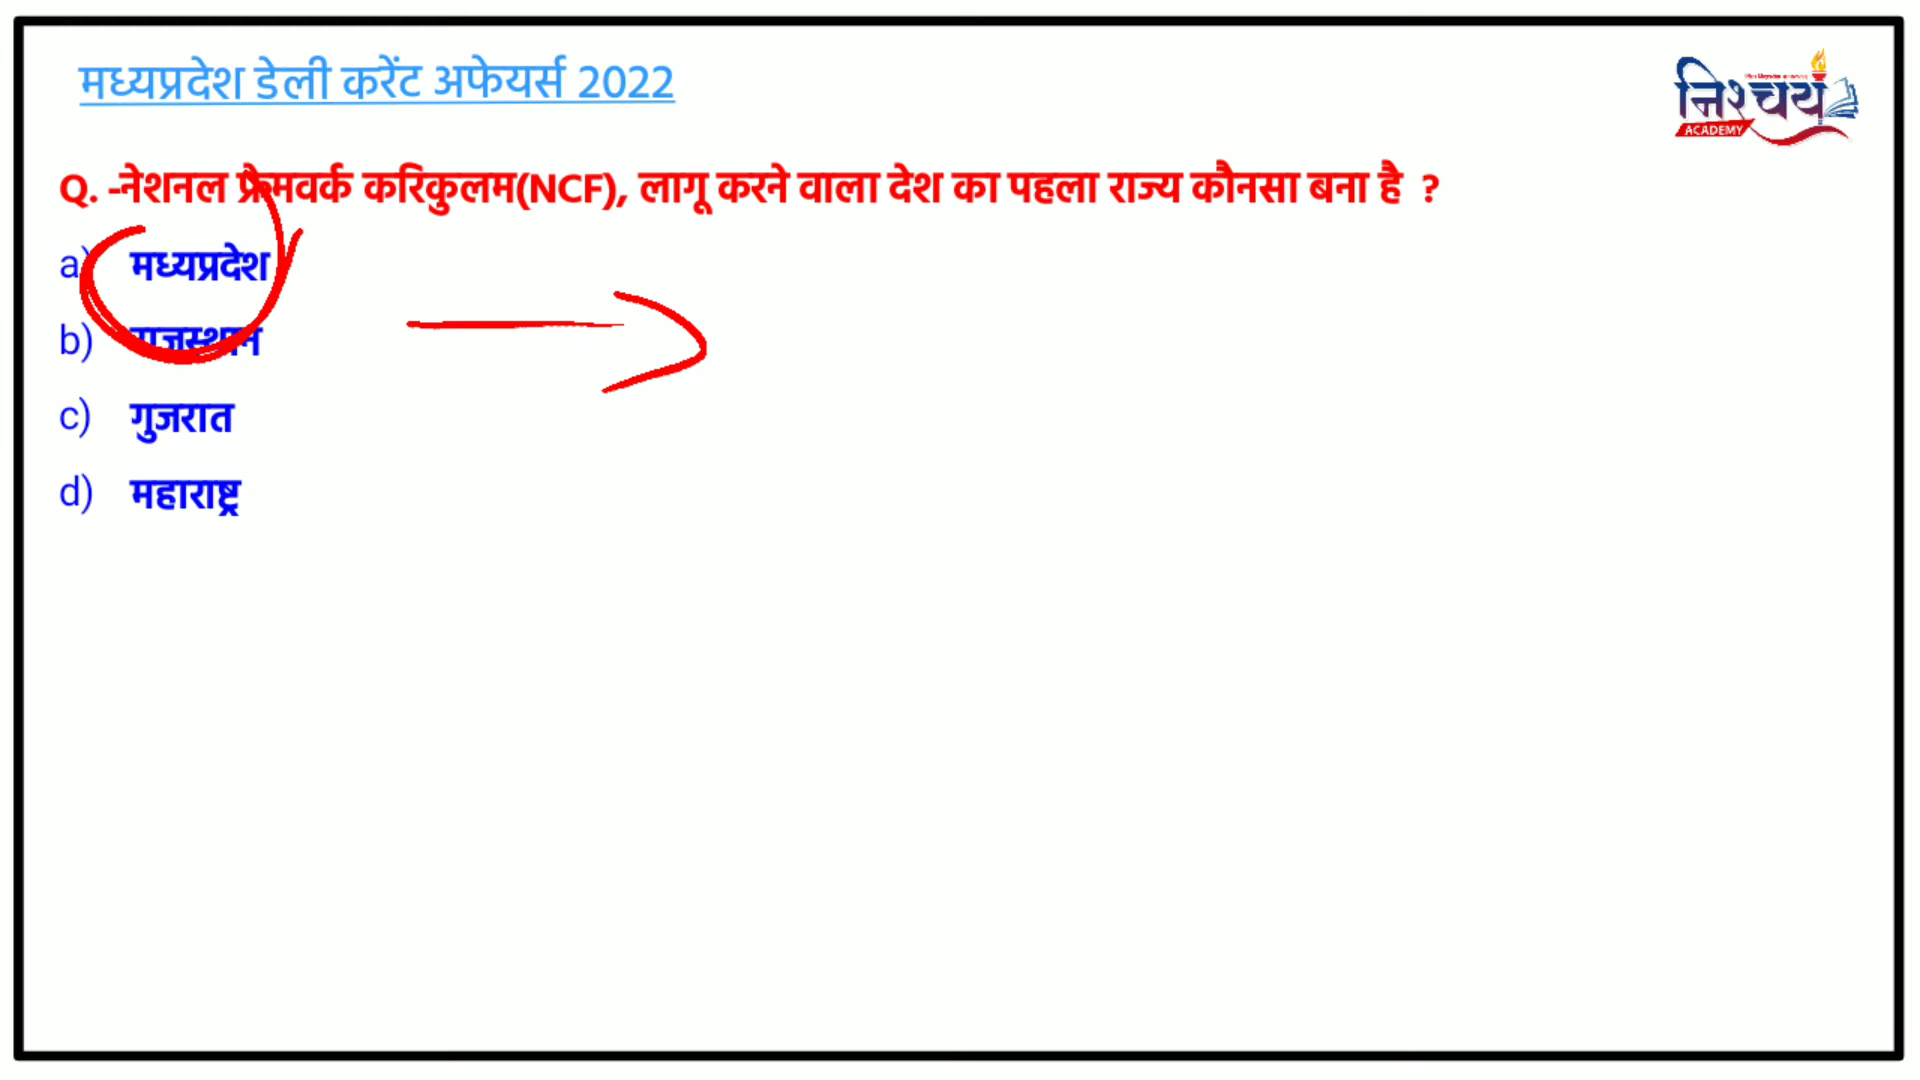 मध्यप्रदेश डेली करेंट अफेयर्स 2022
निश्चय
ACADEMY
Q. -नेशनल फ्रेमवर्क करिकुलम(NCF), लागू करने वाला देश का पहला राज्य कौनसा बना है ?
a) मध्यप्रदेश
b) राजस्थान
c) गुजरात
d) महाराष्ट्र